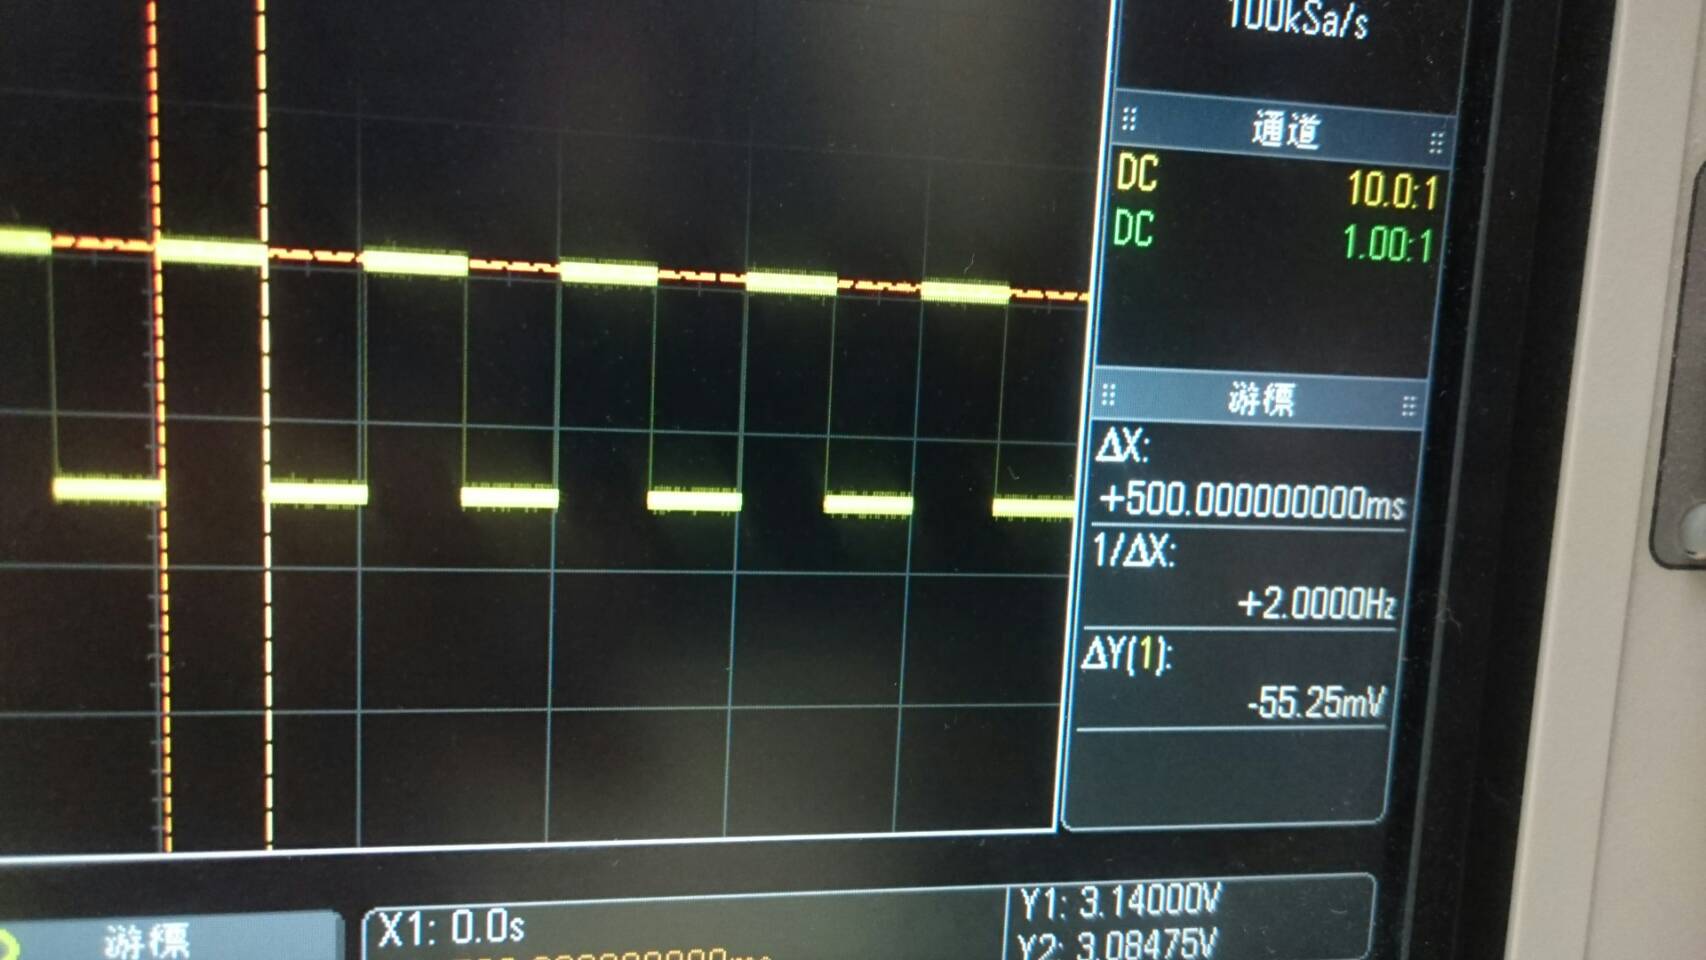 100kSa/s
通道
DC 10.0:1
DC 1.00:1
游標
ΔX:
+500.000000000ms
1/ΔX:
+2.0000Hz
ΔY(1):
-55.25mV
游標
X1: 0.0s
Y1: 3.14000V
Y2: 3.08475V